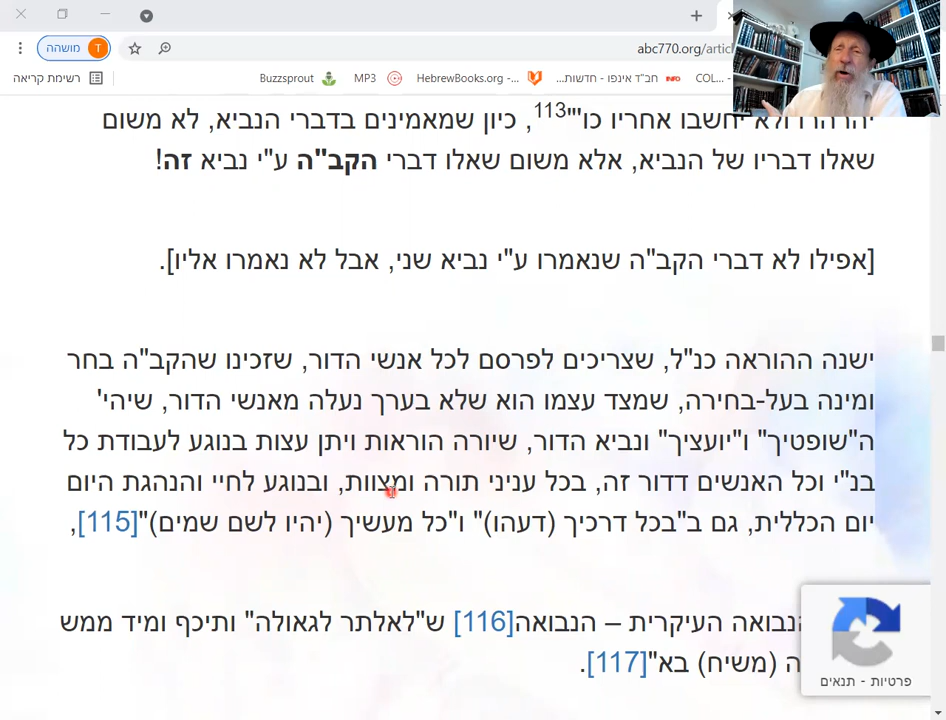 מושהה
abc770.org/artic
רשימת קריאה
Buzzsprout
MP3
HebrewBooks.org -...
חב"ד אינפו - חדשות...
COL...
יחשבו אחריו כו'"113, כיון שמאמינים בדברי הנביא, לא משום
שאלו דבריו של הנביא, אלא משום שאלו דברי הקב"ה ע"י נביא זה!
[אפילו לא דברי הקב"ה שנאמרו ע"י נביא שני, אבל לא נאמרו אליו].
ישנה ההוראה כנ"ל, שצריכים לפרסם לכל אנשי הדור, שזכינו שהקב"ה בחר
ומינה בעל-בחירה, שמצד עצמו הוא שלא בערך נעלה מאנשי הדור, שיהי'
ה"שופטיך" ו"יועציך" ונביא הדור, שיורה הוראות ויתן עצות בנוגע לעבודת כל
בנ"י וכל האנשים דדור זה, בכל עניני תורה ומצוות, ובנוגע לחיי והנהגת היום
יום הכללית, גם ב"בכל דרכיך (דעהו)" ו"כל מעשיך (יהיו לשם שמים)"[115],
הנבואה העיקרית – הנבואה[116] ש"לאלתר לגאולה" ותיכף ומיד ממש
ה (משיח) בא"[117].
פרטיות - תנאים